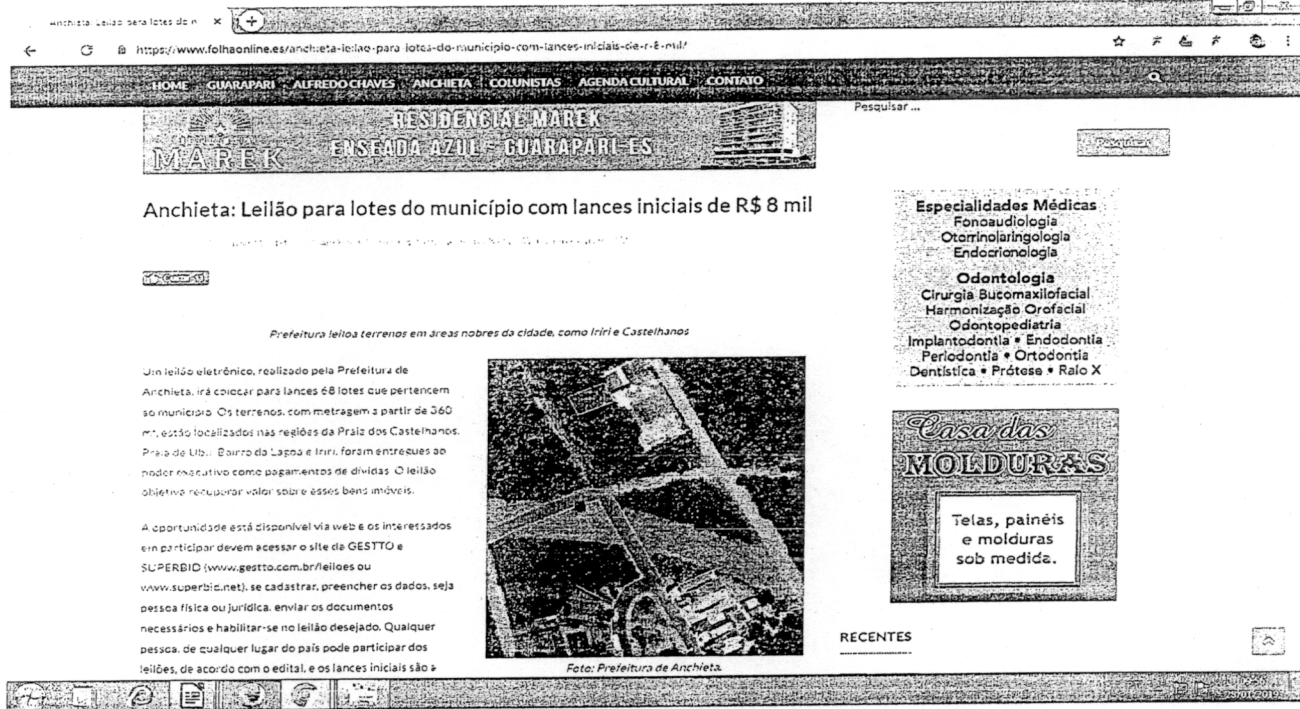 Anchieta: Leilão para lotes do m
https://www.folhaonline.es/anchieta-leilao-para-lotes-do-municipio-com-lances-iniciais-de-r-8-mil/
HOME GUARAPARI ALFREDO CHAVES ANCHIETA COLUNISTAS AGENDA CULTURAL CONTATO
RESIDENCIAL MAREK
ENSEADA AZUL - GUARAPARI-ES
MAREK
Pesquisar ...
Pesquisar
Anchieta: Leilão para lotes do município com lances iniciais de R$ 8 mil
Prefeitura leiloa terrenos em áreas nobres da cidade, como Iriri e Castelhanos
Um leilão eletrônico, realizado pela Prefeitura de
Anchieta, irá colocar para lances 68 lotes que pertencem
ao município. Os terrenos, com metragem a partir de 360
m², estão localizados nas regiões da Praia dos Castelhanos,
Praia de Ubu, Bairro da Lagoa e Iriri, foram entregues ao
poder executivo como pagamentos de dívidas. O leilão
objetiva recuperar valor sobre esses bens imóveis.
A oportunidade está disponível via web e os interessados
em participar devem acessar o site da GESTTO e
SUPERBID (www.gestto.com.br/leiloes ou
www.superbid.net), se cadastrar, preencher os dados, seja
pessoa física ou jurídica, enviar os documentos
necessários e habilitar-se no leilão desejado. Qualquer
pessoa, de qualquer lugar do país pode participar dos
leilões, de acordo com o edital, e os lances iniciais são a
Foto: Prefeitura de Anchieta.
Especialidades Médicas
Fonoaudiologia
Otorrinolaringologia
Endocrionologia
Odontologia
Cirurgia Bucomaxilofacial
Harmonização Orofacial
Odontopediatria
Implantodontia • Endodontia
Periodontia • Ortodontia
Dentística • Prótese • Raio X
Casa das
MOLDURAS
Telas, painéis
e molduras
sob medida.
RECENTES